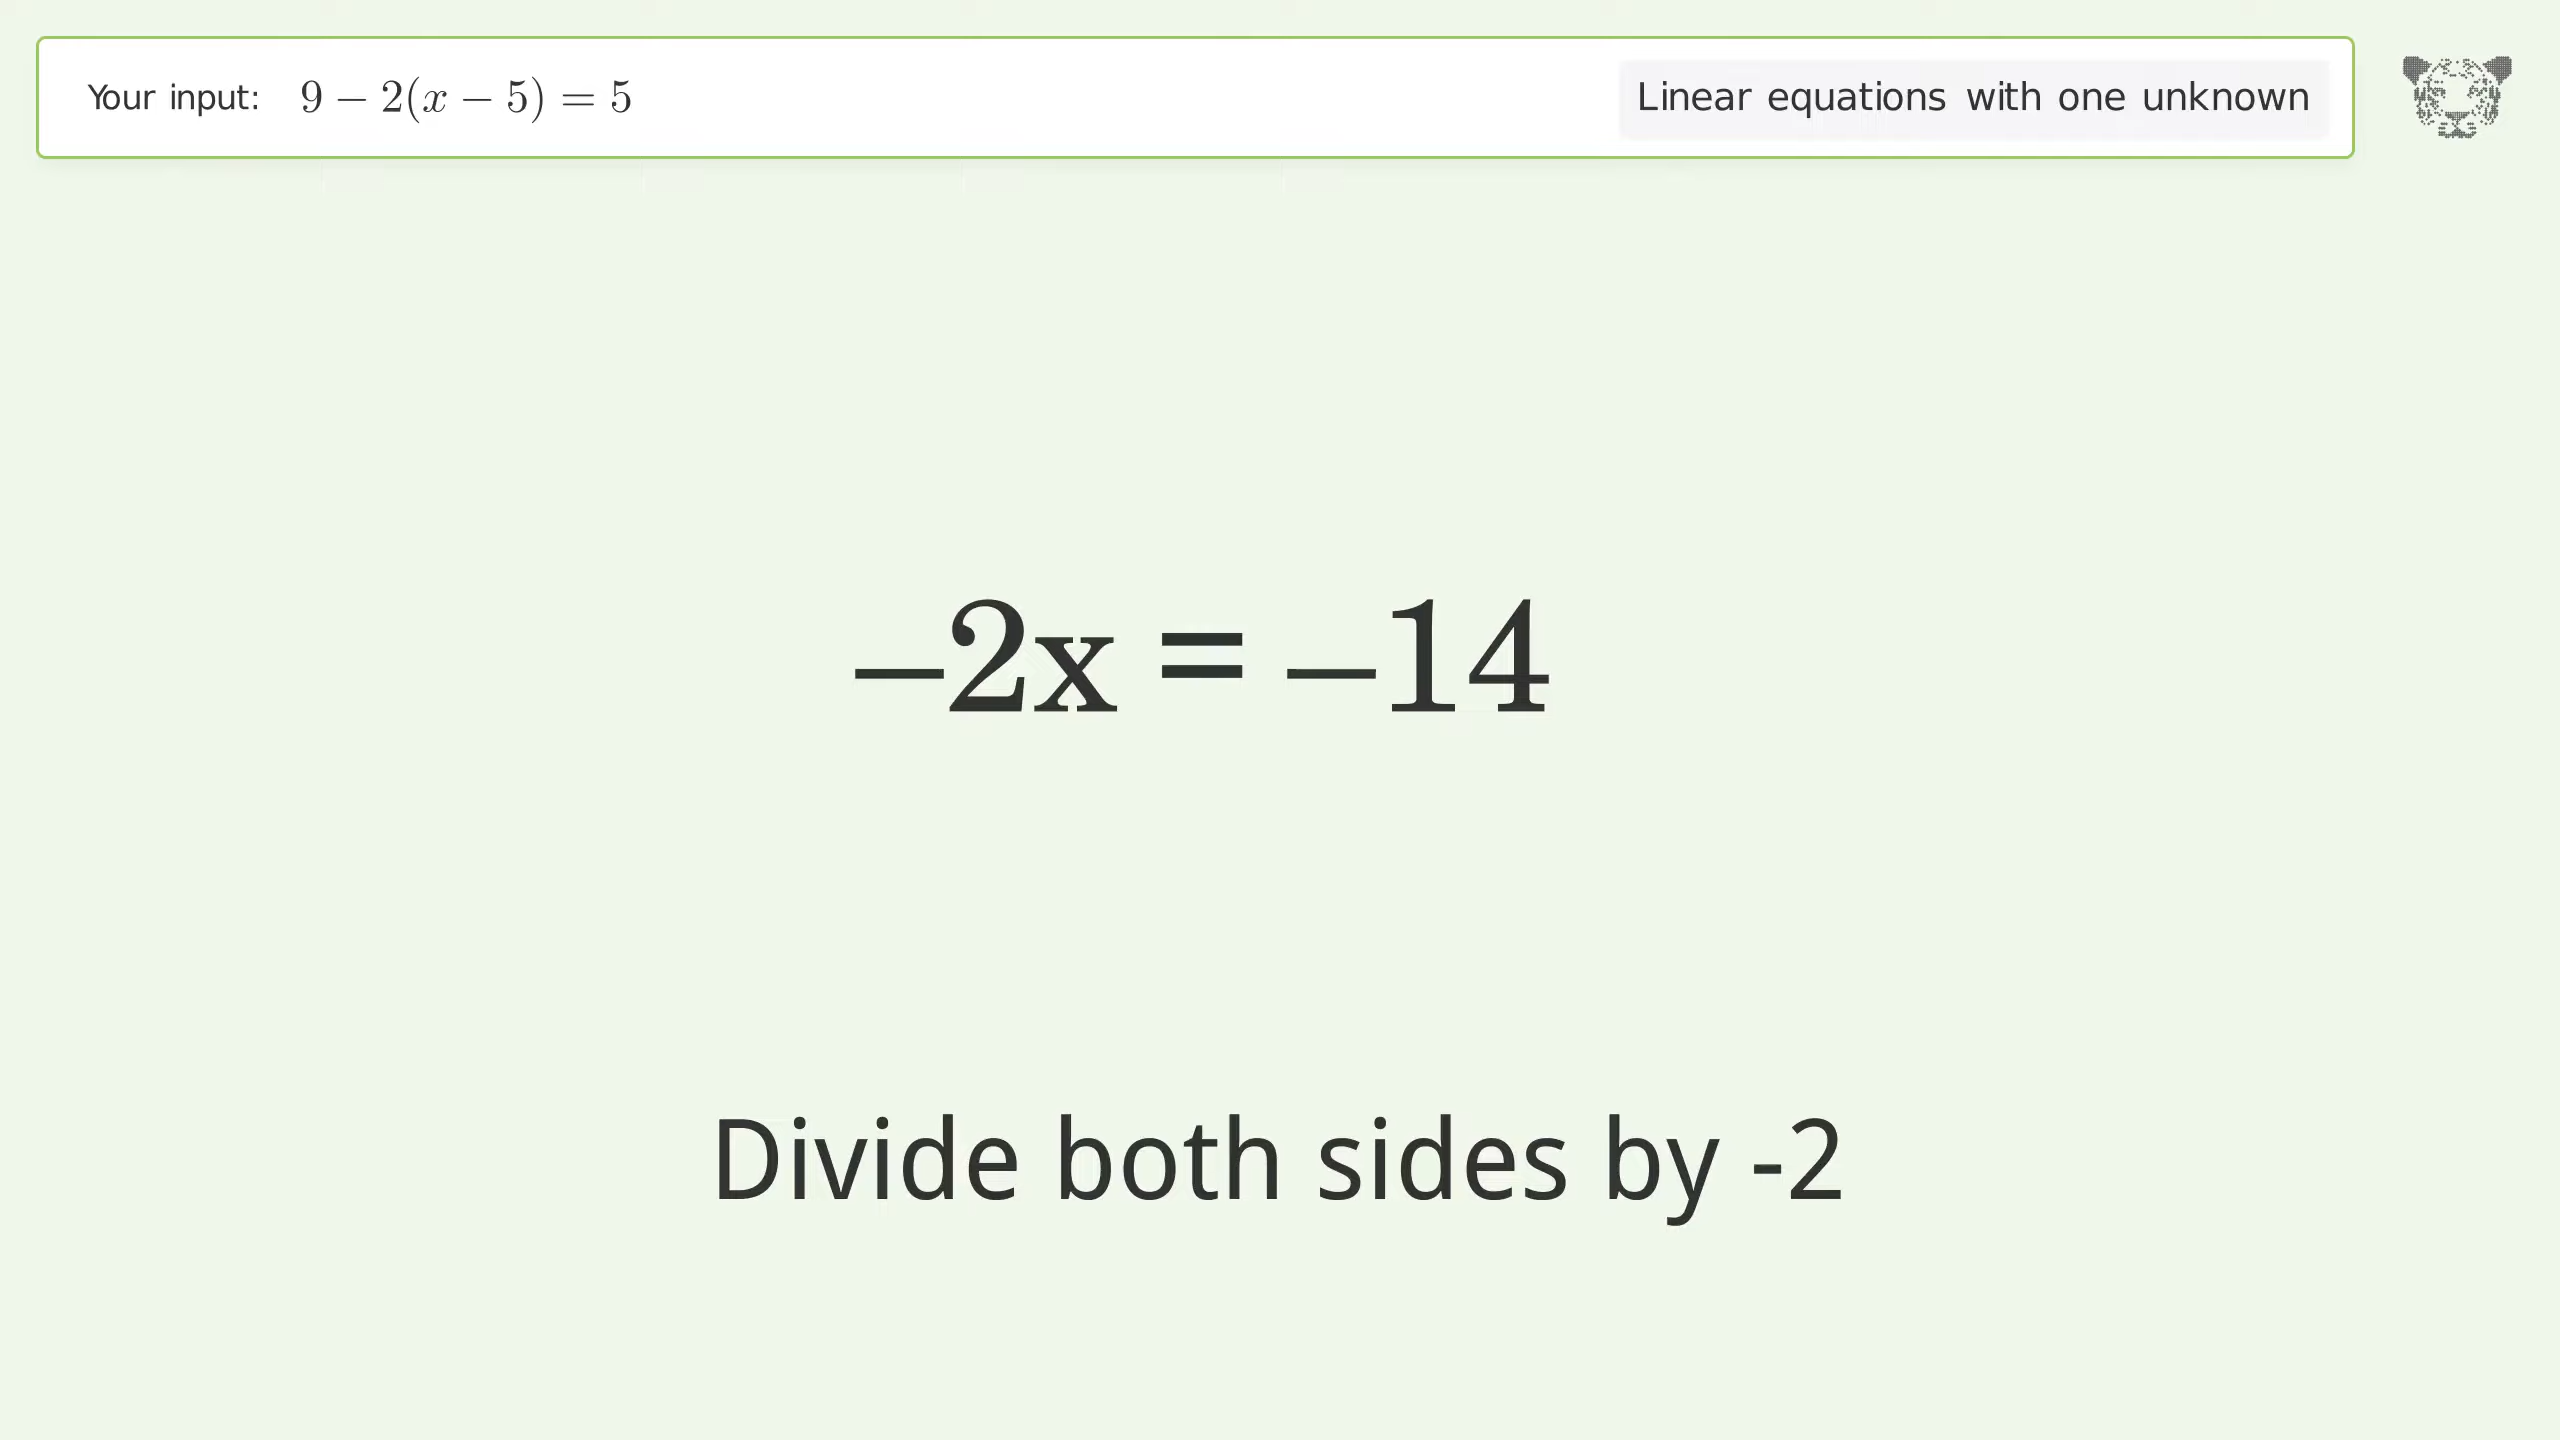 Your input: 9 − 2(x − 5) = 5
Linear equations with one unknown
−2x = −14
Divide both sides by -2